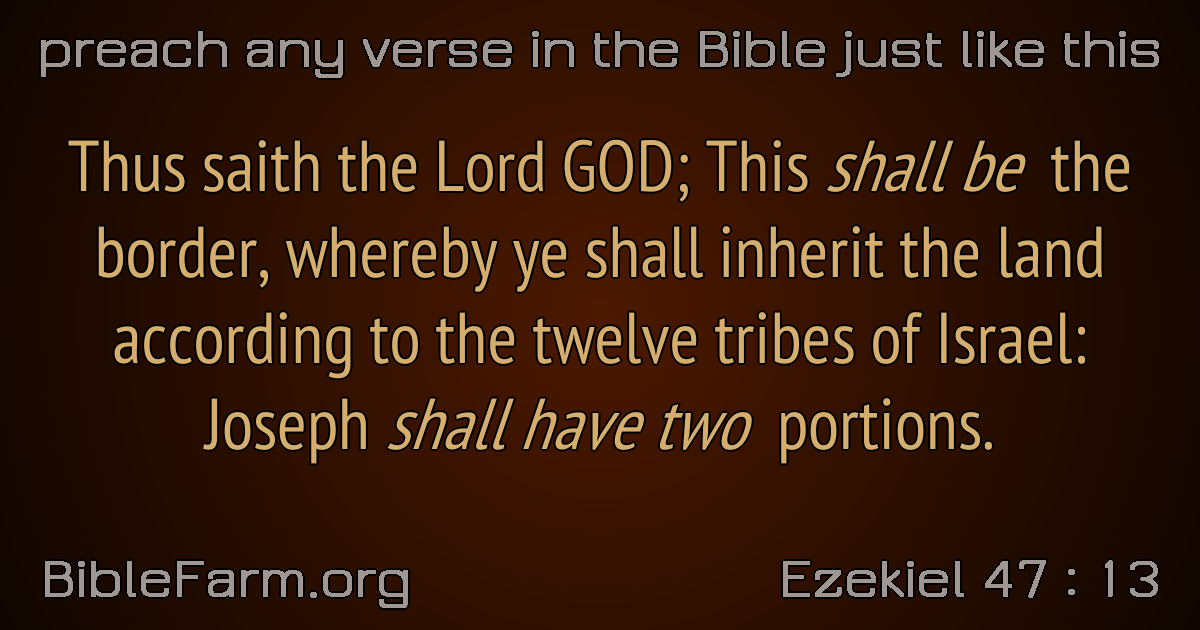 preach any verse in the Bible just like this
Thus saith the Lord GOD; This shall be the
border, whereby ye shall inherit the land
according to the twelve tribes of Israel:
Joseph shall have two portions.
BibleFarm.org
Ezekiel 47 : 13